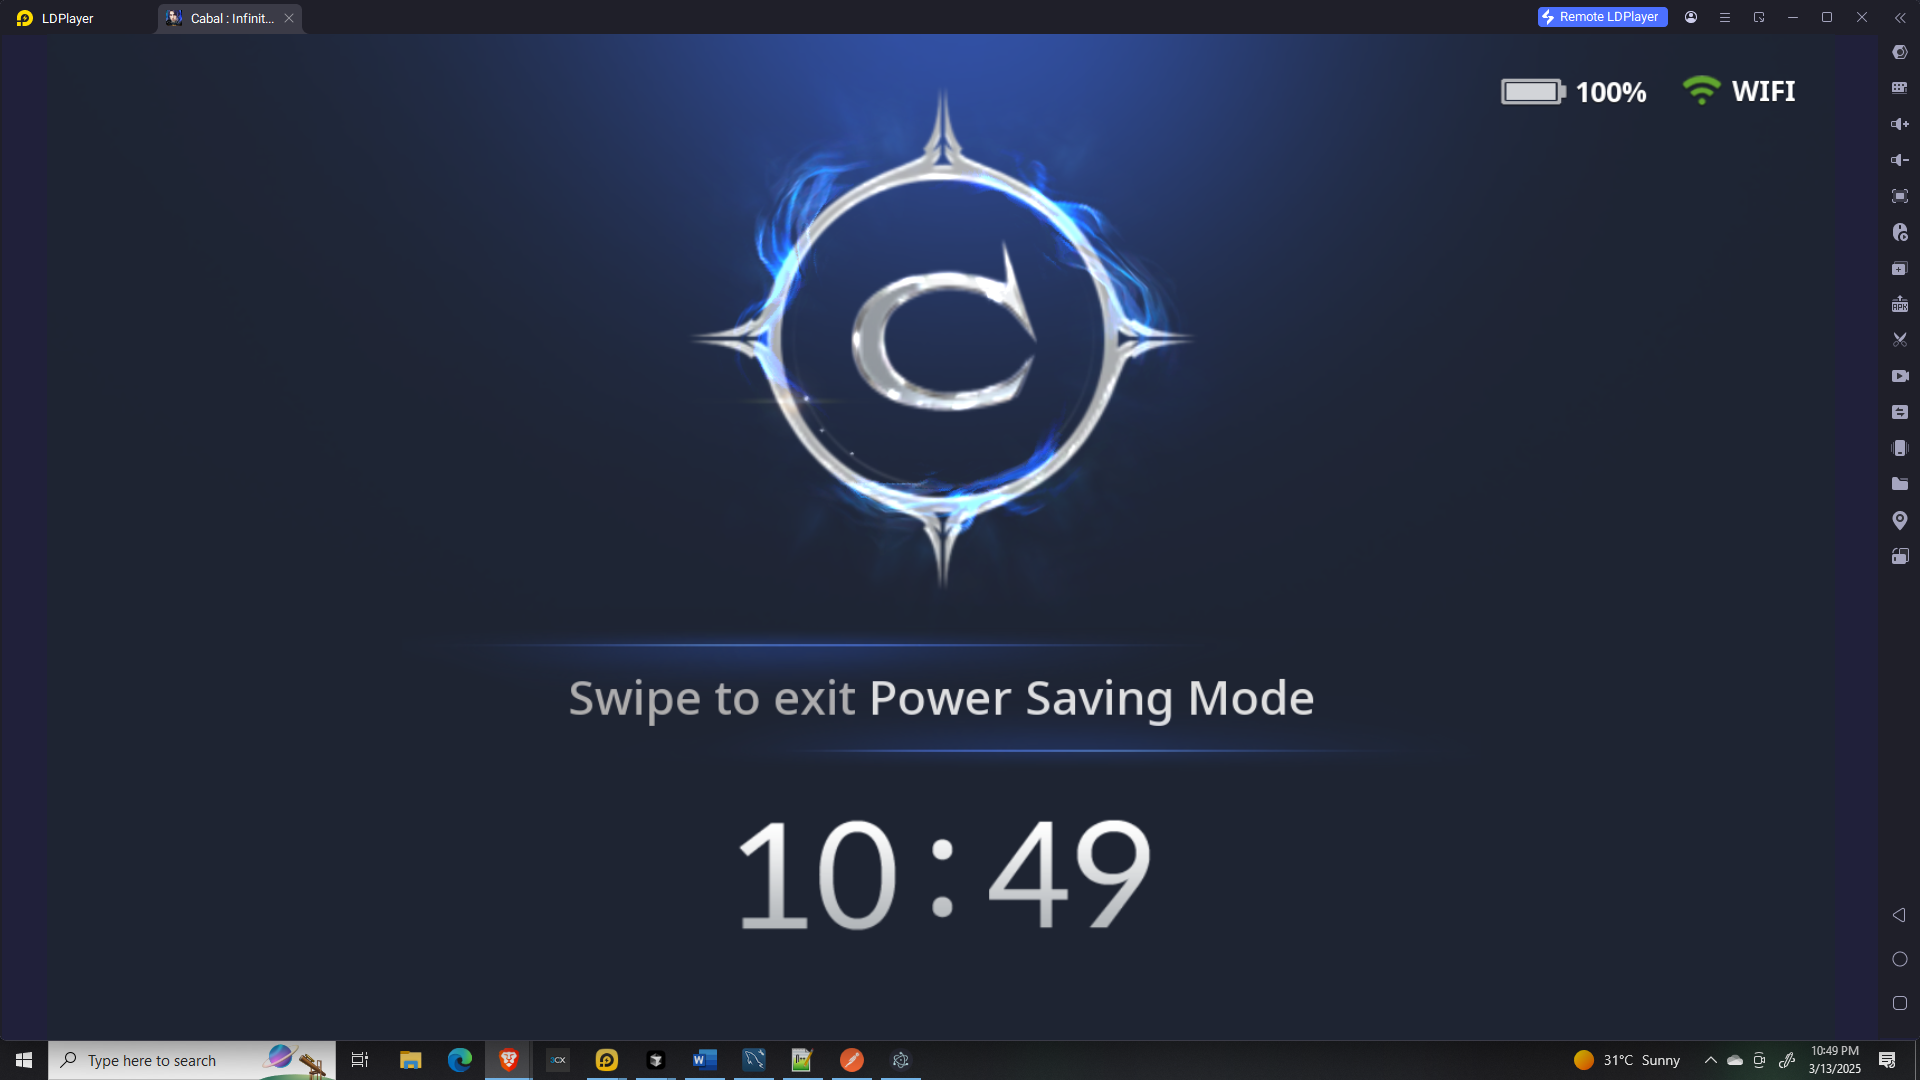 LDPlayer
Cabal : Infinit...
Remote LDPlayer
100%
WIFI
C
Swipe to exit Power Saving Mode
10:49
Type here to search
3CX
31°C Sunny
10:49 PM
3/13/2025